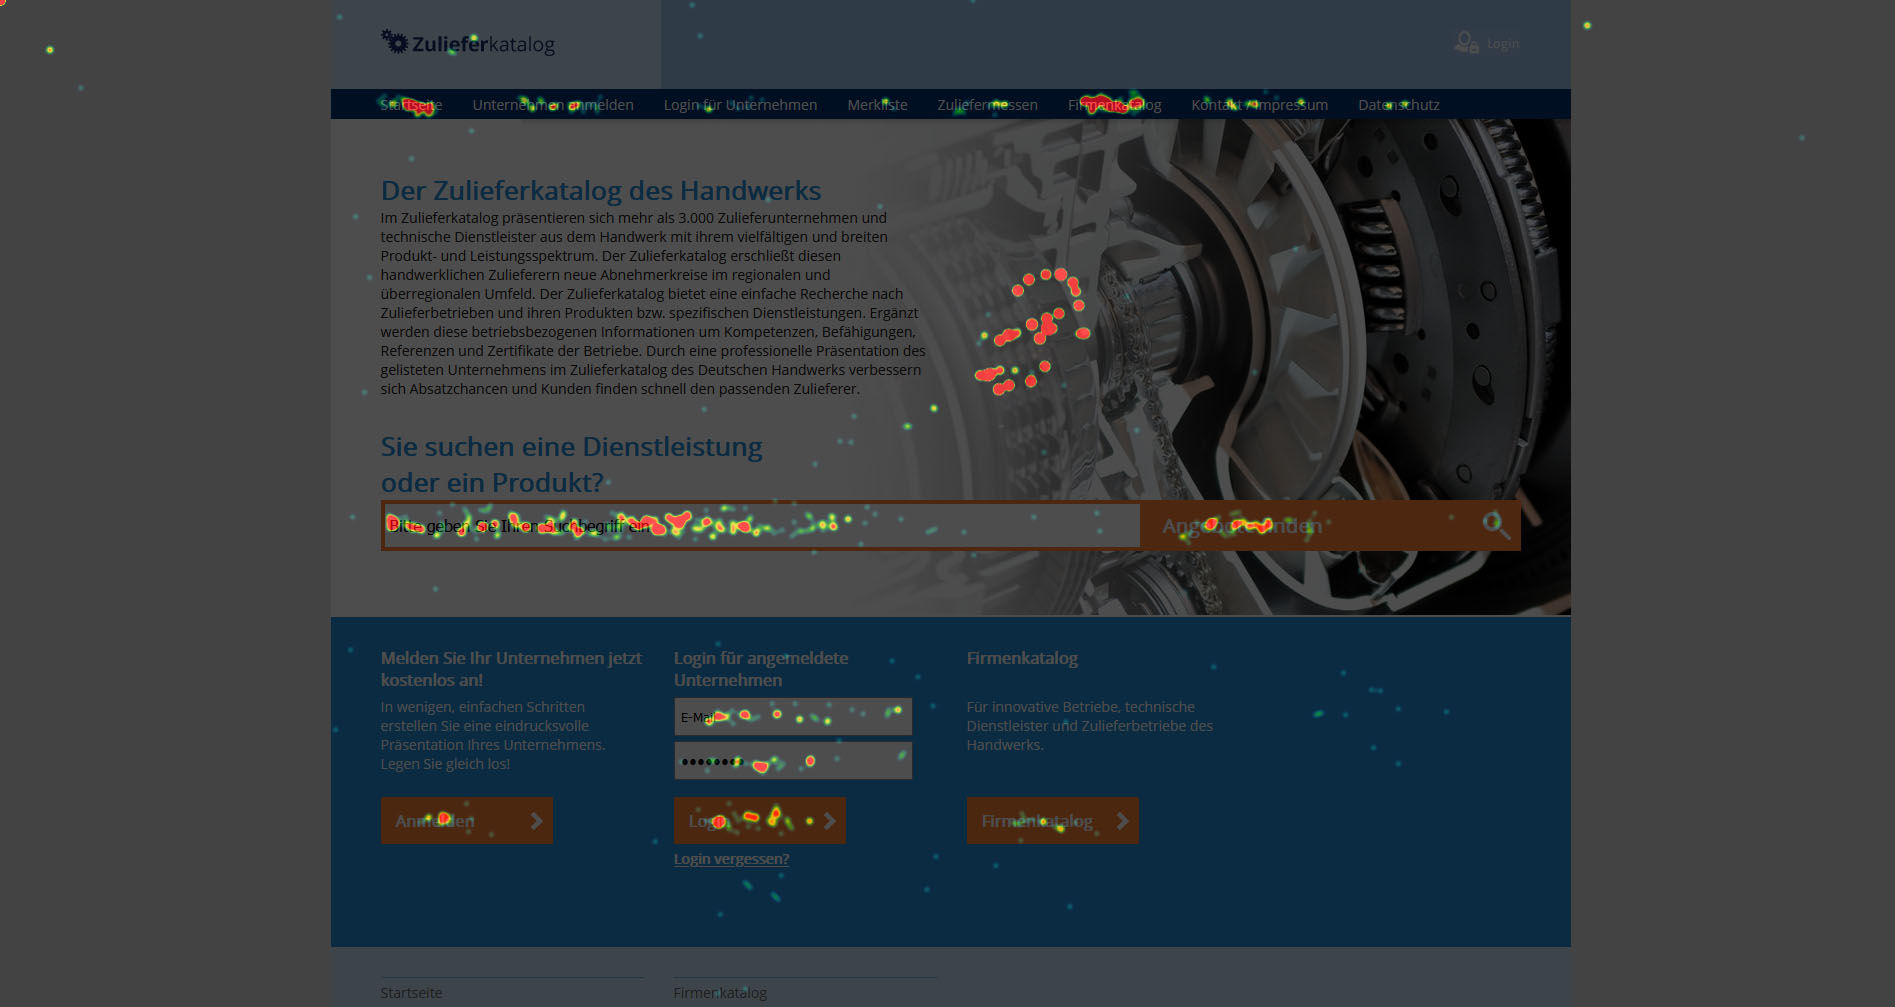 Zulieferkatalog
Login
Startseite Unternehmen anmelden Login für Unternehmen Merkliste Zuliefermessen Firmenkatalog Kontakt / Impressum Datenschutz
Der Zulieferkatalog des Handwerks
Im Zulieferkatalog präsentieren sich mehr als 3.000 Zulieferunternehmen und
technische Dienstleister aus dem Handwerk mit ihrem vielfältigen und breiten
Produkt- und Leistungsspektrum. Der Zulieferkatalog erschließt diesen
handwerklichen Zulieferern neue Abnehmerkreise im regionalen und
überregionalen Umfeld. Der Zulieferkatalog bietet eine einfache Recherche nach
Zulieferbetrieben und ihren Produkten bzw. spezifischen Dienstleistungen. Ergänzt
werden diese betriebsbezogenen Informationen um Kompetenzen, Befähigungen,
Referenzen und Zertifikate der Betriebe. Durch eine professionelle Präsentation des
gelisteten Unternehmens im Zulieferkatalog des Deutschen Handwerks verbessern
sich Absatzchancen und Kunden finden schnell den passenden Zulieferer.
Sie suchen eine Dienstleistung
oder ein Produkt?
Bitte geben Sie Ihren Suchbegriff ein
Angebote finden
Melden Sie Ihr Unternehmen jetzt
kostenlos an!
In wenigen, einfachen Schritten
erstellen Sie eine eindrucksvolle
Präsentation Ihres Unternehmens.
Legen Sie gleich los!
Anmelden
Login für angemeldete
Unternehmen
E-Mail
Login
Login vergessen?
Firmenkatalog
Für innovative Betriebe, technische
Dienstleister und Zulieferbetriebe des
Handwerks.
Firmenkatalog
Startseite
Firmenkatalog